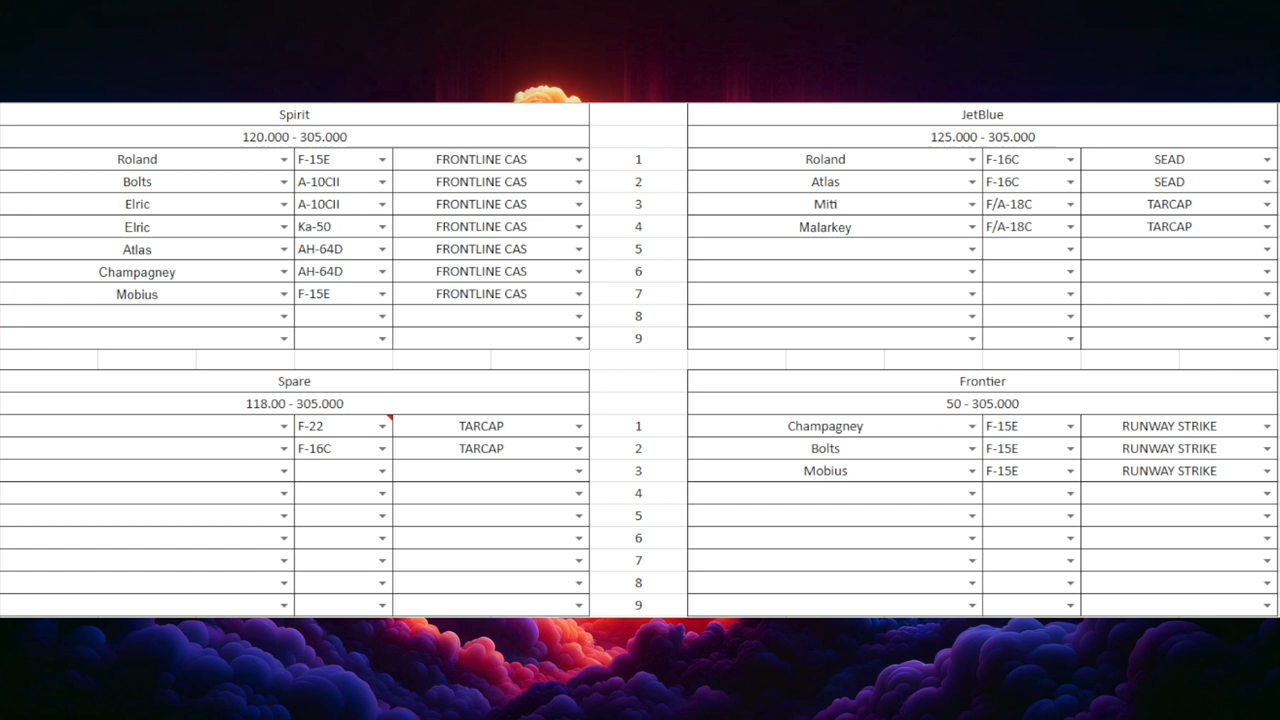 Spirit
120.000 - 305.000
Roland F-15E FRONTLINE CAS
Bolts A-10CII FRONTLINE CAS
Elric A-10CII FRONTLINE CAS
Elric Ka-50 FRONTLINE CAS
Atlas AH-64D FRONTLINE CAS
Champagney AH-64D FRONTLINE CAS
Mobius F-15E FRONTLINE CAS
1
2
3
4
5
6
7
8
9
JetBlue
125.000 - 305.000
Roland F-16C SEAD
Atlas F-16C SEAD
Miti F/A-18C TARCAP
Malarkey F/A-18C TARCAP
Spare
118.00 - 305.000
F-22 TARCAP
F-16C TARCAP
1
2
3
4
5
6
7
8
9
Frontier
50 - 305.000
Champagney F-15E RUNWAY STRIKE
Bolts F-15E RUNWAY STRIKE
Mobius F-15E RUNWAY STRIKE